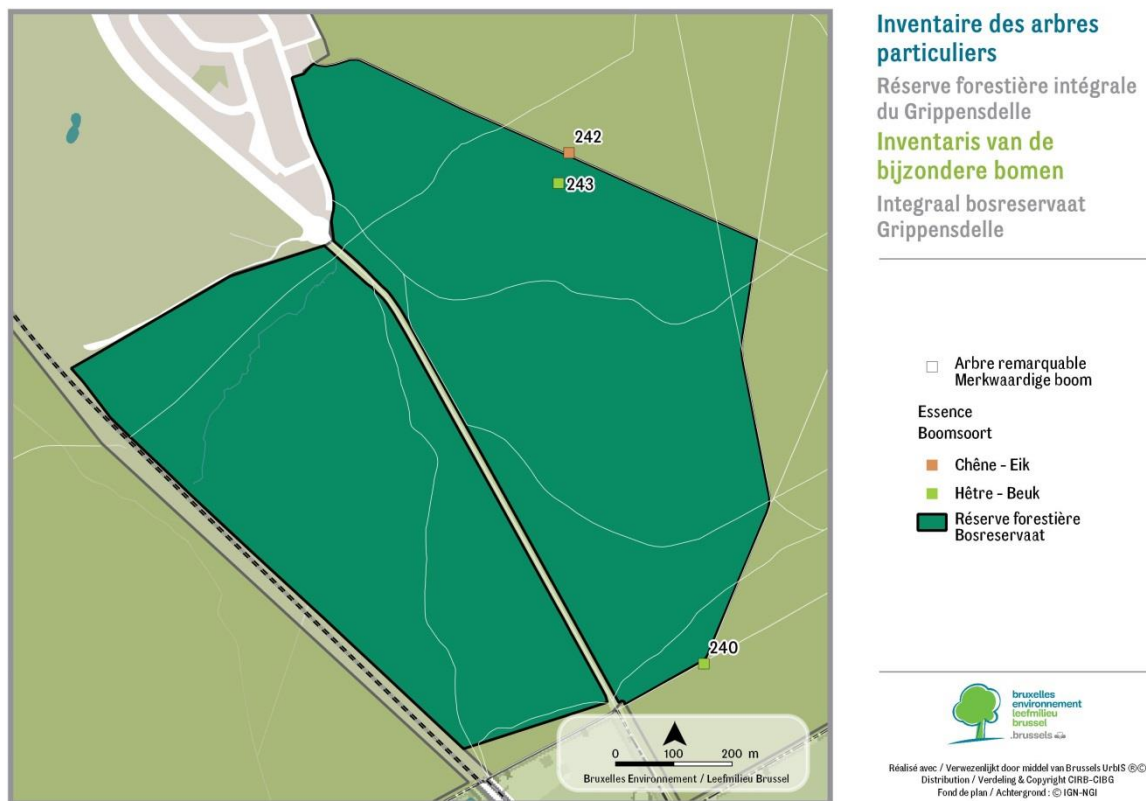 Inventaire des arbres
particuliers
Réserve forestière intégrale
du Grippensdelle
Inventaris van de
bijzondere bomen
Integraal bosreservaat
Grippensdelle
242
243
240
Arbre remarquable
Merkwaardige boom
Essence
Boomsoort
Chêne - Eik
Hêtre - Beuk
Réserve forestière
Bosreservaat
0 100 200 m
Bruxelles Environnement / Leefmilieu Brussel
bruxelles
environnement
leefmilieu
brussel
.brussels
Réalisé avec / Verwezenlijkt door middel van Brussels UrbIS ®©
Distribution / Verdeling & Copyright CIRB-CIBG
Fond de plan / Achtergrond : © IGN-NGI